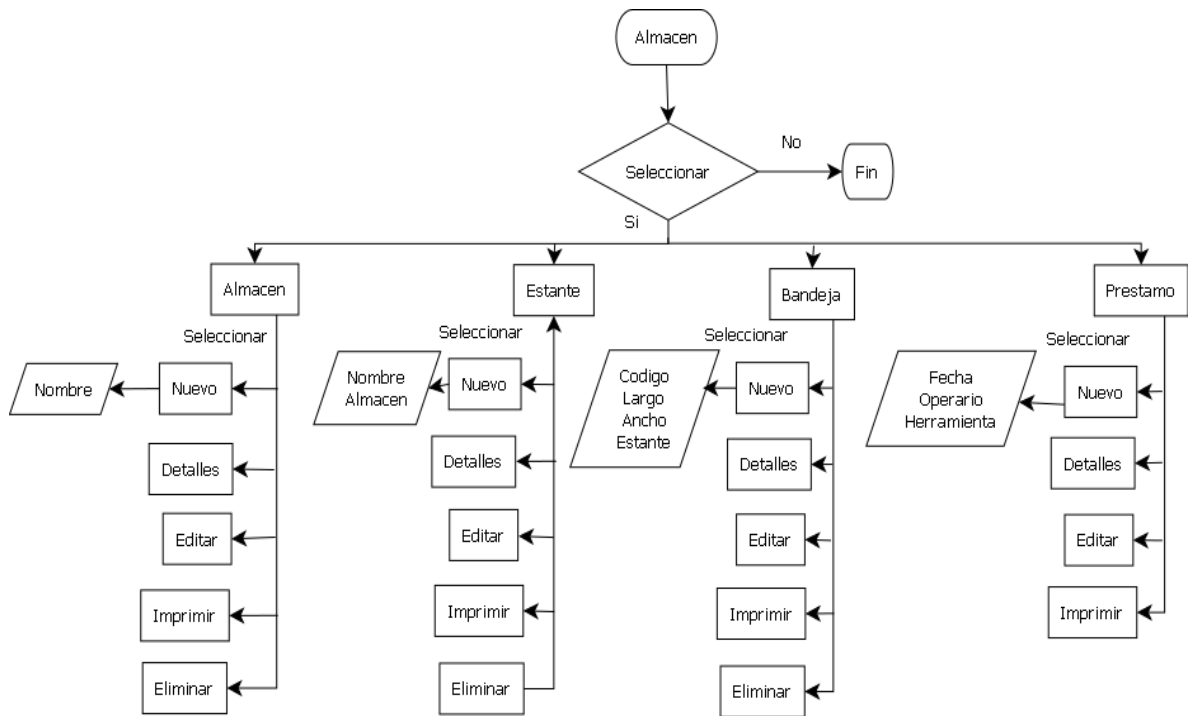 Almacen
Seleccionar
No
Fin
Si
Almacen
Seleccionar
Nuevo
Nombre
Detalles
Editar
Imprimir
Eliminar
Estante
Seleccionar
Nuevo
Nombre
Almacen
Detalles
Editar
Imprimir
Eliminar
Bandeja
Seleccionar
Nuevo
Codigo
Largo
Ancho
Estante
Detalles
Editar
Imprimir
Eliminar
Prestamo
Seleccionar
Nuevo
Fecha
Operario
Herramienta
Detalles
Editar
Imprimir